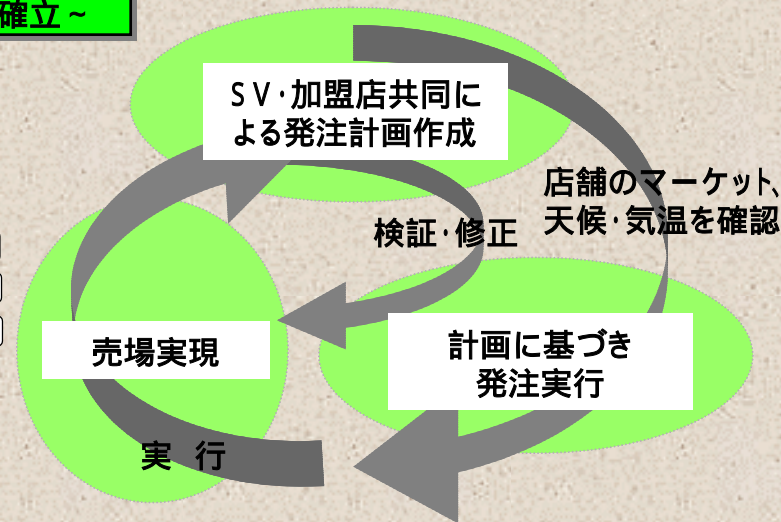 確立～
ＳＶ・加盟店共同に
よる発注計画作成
店舗のマーケット、
天候・気温を確認
検証・修正
売場実現
計画に基づき
発注実行
実　行